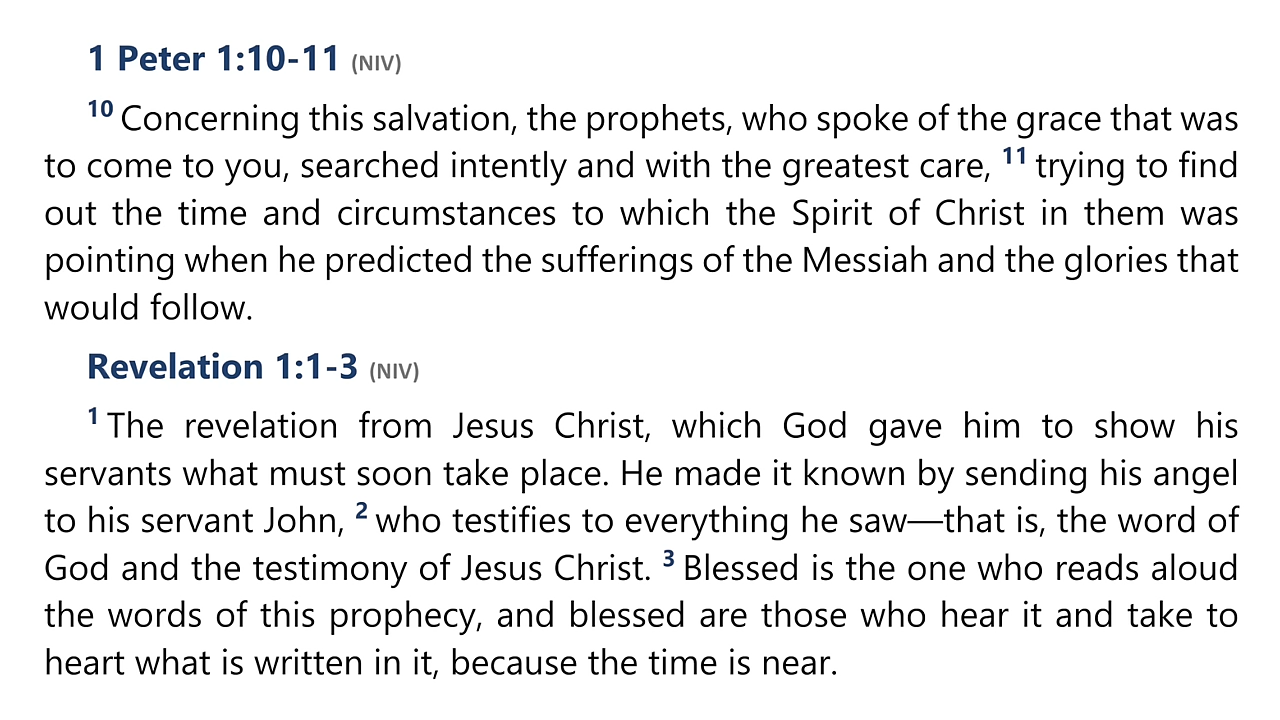 1 Peter 1:10-11 (NIV)
10 Concerning this salvation, the prophets, who spoke of the grace that was
to come to you, searched intently and with the greatest care, 11 trying to find
out the time and circumstances to which the Spirit of Christ in them was
pointing when he predicted the sufferings of the Messiah and the glories that
would follow.
Revelation 1:1-3 (NIV)
1 The revelation from Jesus Christ, which God gave him to show his
servants what must soon take place. He made it known by sending his angel
to his servant John, 2 who testifies to everything he saw—that is, the word of
God and the testimony of Jesus Christ. 3 Blessed is the one who reads aloud
the words of this prophecy, and blessed are those who hear it and take to
heart what is written in it, because the time is near.